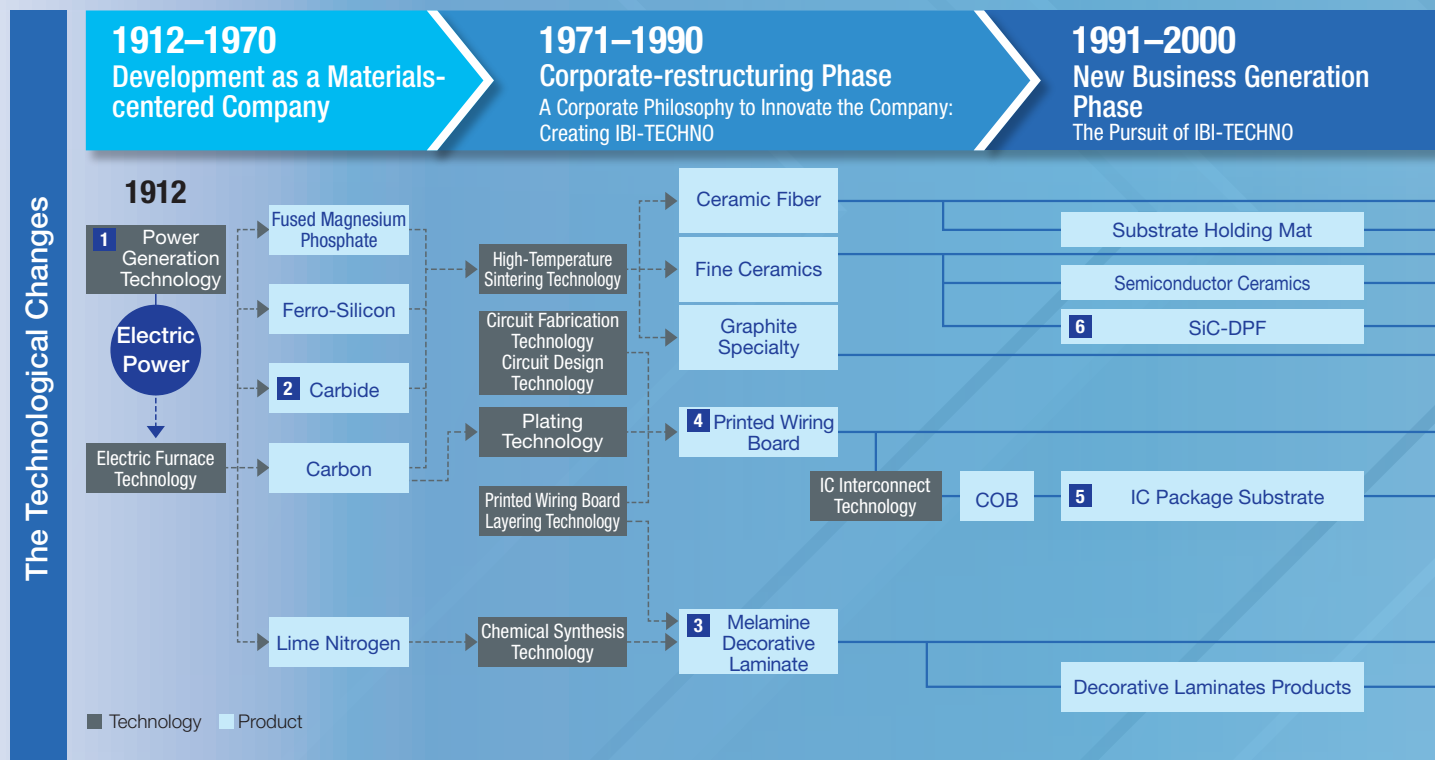 The Technological Changes
1912–1970
Development as a Materials-
centered Company
1971–1990
Corporate-restructuring Phase
A Corporate Philosophy to Innovate the Company:
Creating IBI-TECHNO
1991–2000
New Business Generation
Phase
The Pursuit of IBI-TECHNO
1912
1 Power
Generation
Technology
Electric
Power
Electric Furnace
Technology
Fused Magnesium
Phosphate
Ferro-Silicon
2 Carbide
Carbon
Lime Nitrogen
High-Temperature
Sintering Technology
Circuit Fabrication
Technology
Circuit Design
Technology
Plating
Technology
Printed Wiring Board
Layering Technology
Chemical Synthesis
Technology
Ceramic Fiber
Fine Ceramics
Graphite
Specialty
4 Printed Wiring
Board
3 Melamine
Decorative
Laminate
IC Interconnect
Technology
COB
Substrate Holding Mat
Semiconductor Ceramics
6 SiC-DPF
5 IC Package Substrate
Decorative Laminates Products
Technology Product